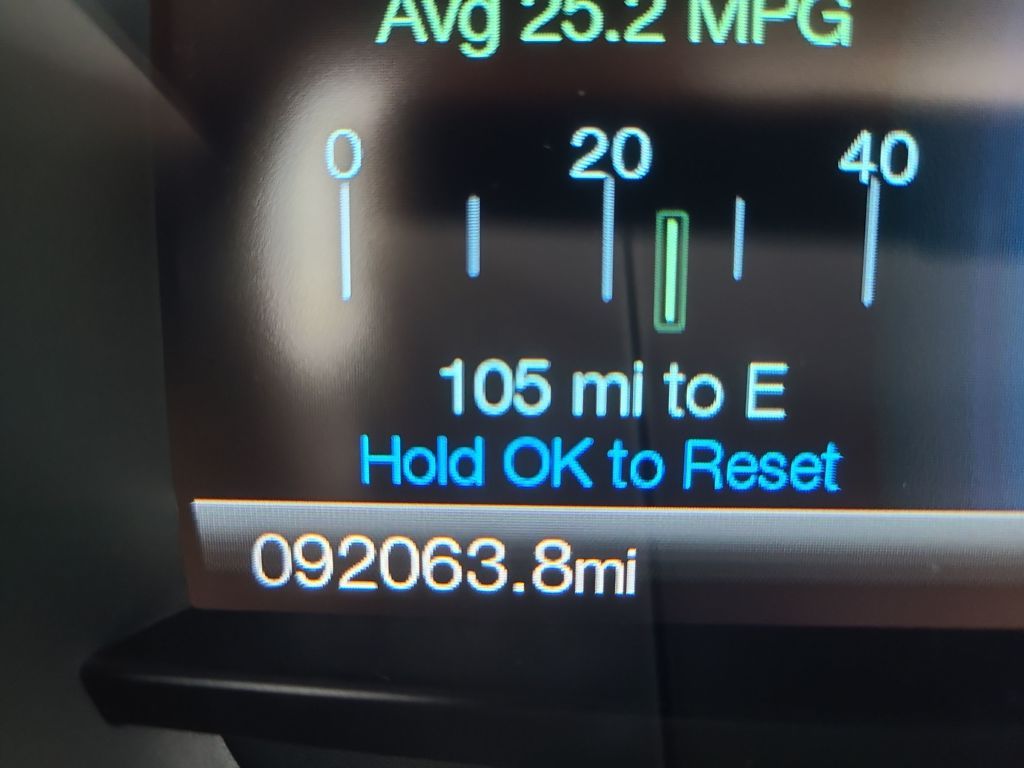 Avg 25.2 MPG
0 20 40
105 mi to E
Hold OK to Reset
092063.8mi